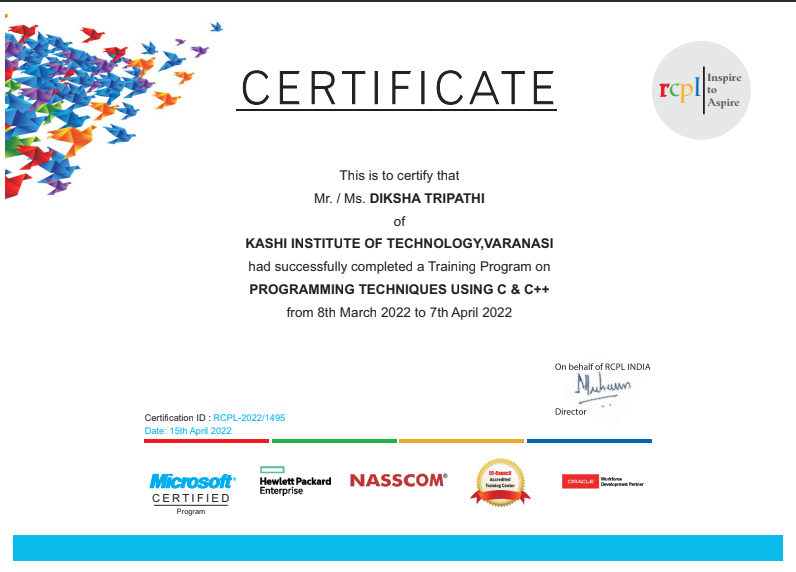 CERTIFICATE
rcpl
Inspire
to
Aspire
This is to certify that
Mr. / Ms. DIKSHA TRIPATHI
of
KASHI INSTITUTE OF TECHNOLOGY,VARANASI
had successfully completed a Training Program on
PROGRAMMING TECHNIQUES USING C & C++
from 8th March 2022 to 7th April 2022
On behalf of RCPL INDIA
Director
Certification ID : RCPL-2022/1495
Date: 15th April 2022
Microsoft®
CERTIFIED
Program
Hewlett Packard
Enterprise
NASSCOM®
EC-Council
Accredited
Training Center
ORACLE
Workforce
Development Partner